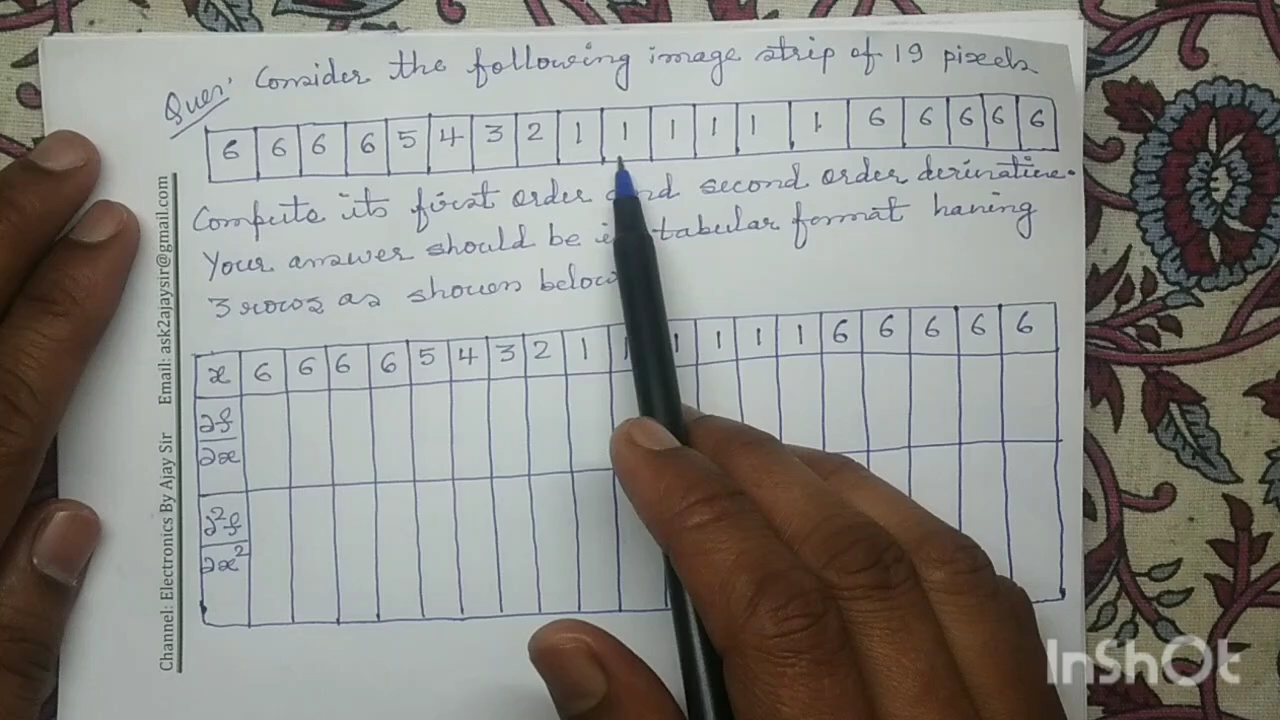 Ques' Consider the following image strip of 19 pixels
6 6 6 6 5 4 3 2 1 1 1 1 1 1 6 6 6 6 6
Compute its first order and second order derivative.
Your answer should be in tabular format having
3 rows as shown below
x 6 6 6 6 5 4 3 2 1 1 1 1 1 1 6 6 6 6 6
∂f/∂x
∂²f/∂x²
Channel: Electronics By Ajay Sir Email: ask2ajaysir@gmail.com
InShOt